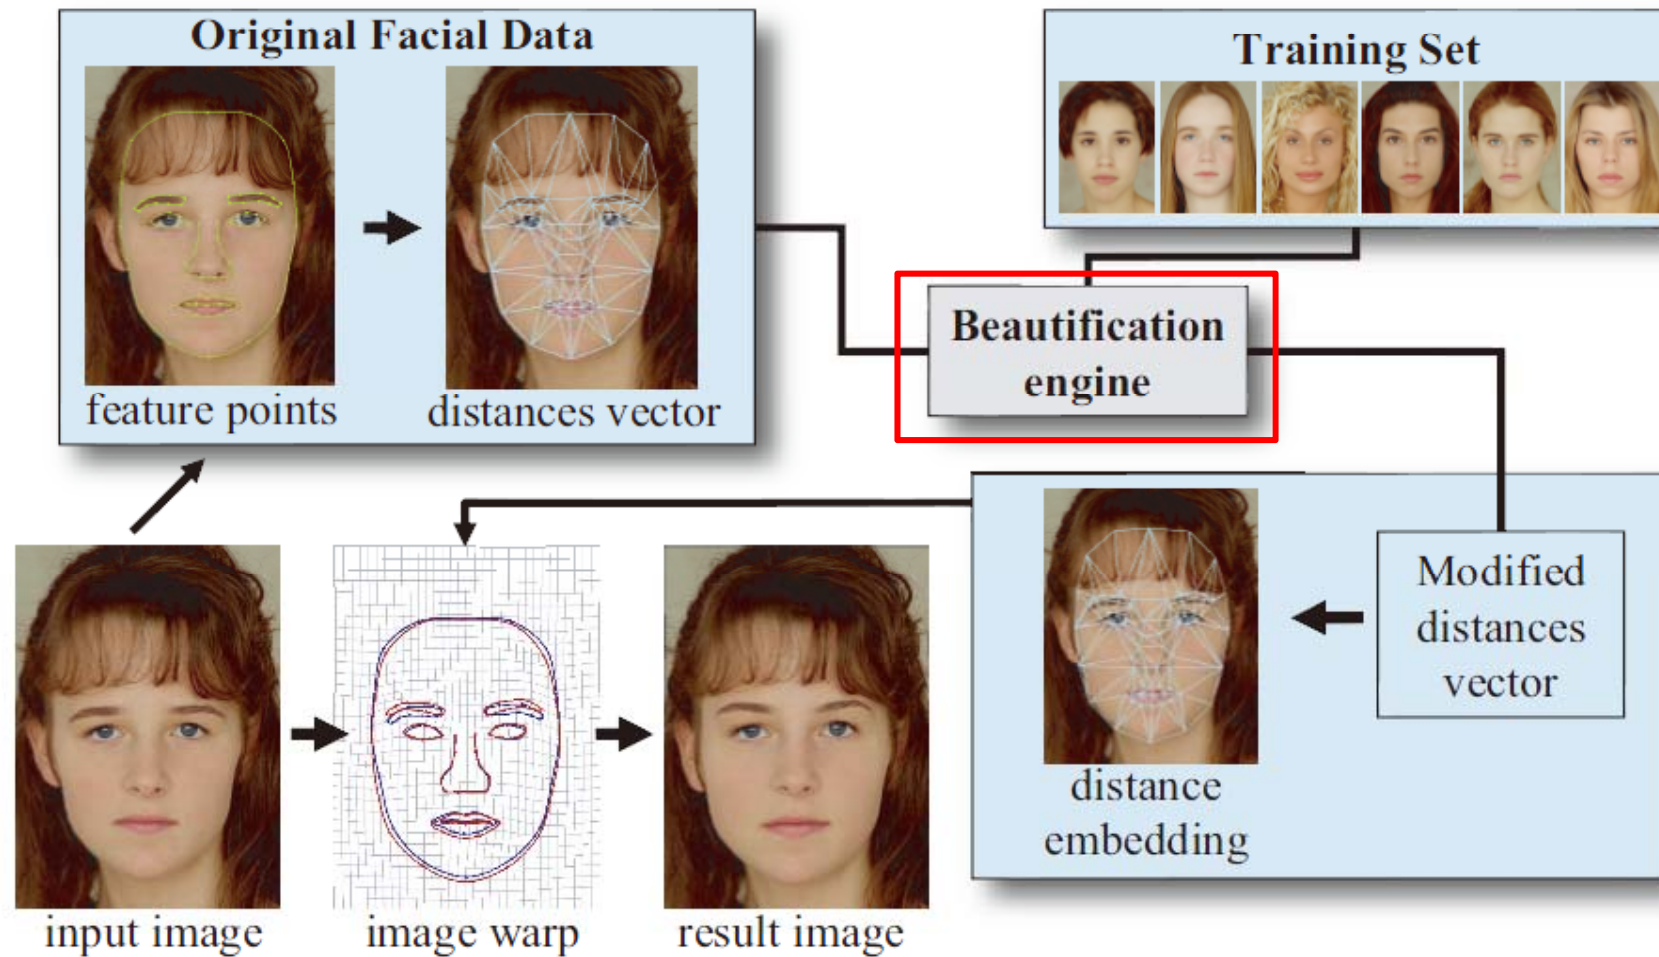 Original Facial Data
feature points
distances vector
Training Set
Beautification
engine
Modified
distances
vector
distance
embedding
input image
image warp
result image